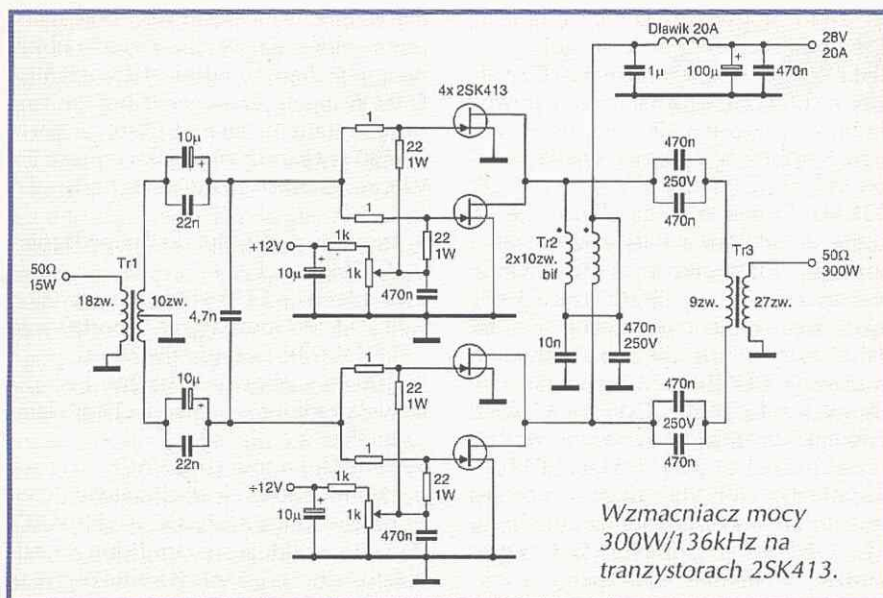 Dławik 20A
28V
20A
1µ
100µ
+
470n
4x 2SK413
10µ
+
22n
1
22
1W
1
22
1W
470n
250V
470n
+12V
1k
+
10µ
1k
470n
Tr2
2x10zw.
bif
10n
470n
250V
50Ω
15W
Tr1
18zw.
10zw.
4,7n
Tr3
50Ω
300W
9zw.
27zw.
10µ
+
22n
1
22
1W
1
22
1W
470n
250V
470n
+12V
1k
+
10µ
1k
470n
Wzmacniacz mocy
300W/136kHz na
tranzystorach 2SK413.